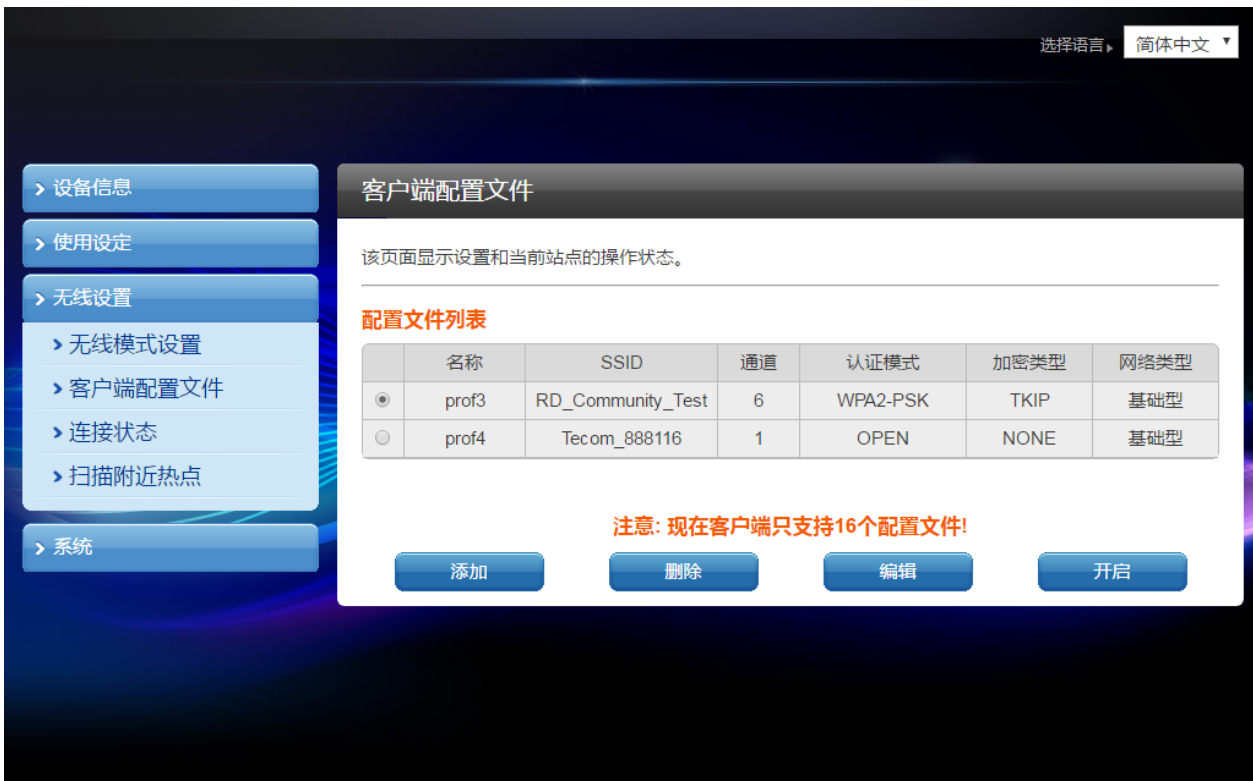 选择语言 简体中文
设备信息
使用设定
无线设置
无线模式设置
客户端配置文件
连接状态
扫描附近热点
系统
客户端配置文件
该页面显示设置和当前站点的操作状态。
配置文件列表
名称 SSID 通道 认证模式 加密类型 网络类型
prof3 RD_Community_Test 6 WPA2-PSK TKIP 基础型
prof4 Tecom_888116 1 OPEN NONE 基础型
注意: 现在客户端只支持16个配置文件!
添加 删除 编辑 开启